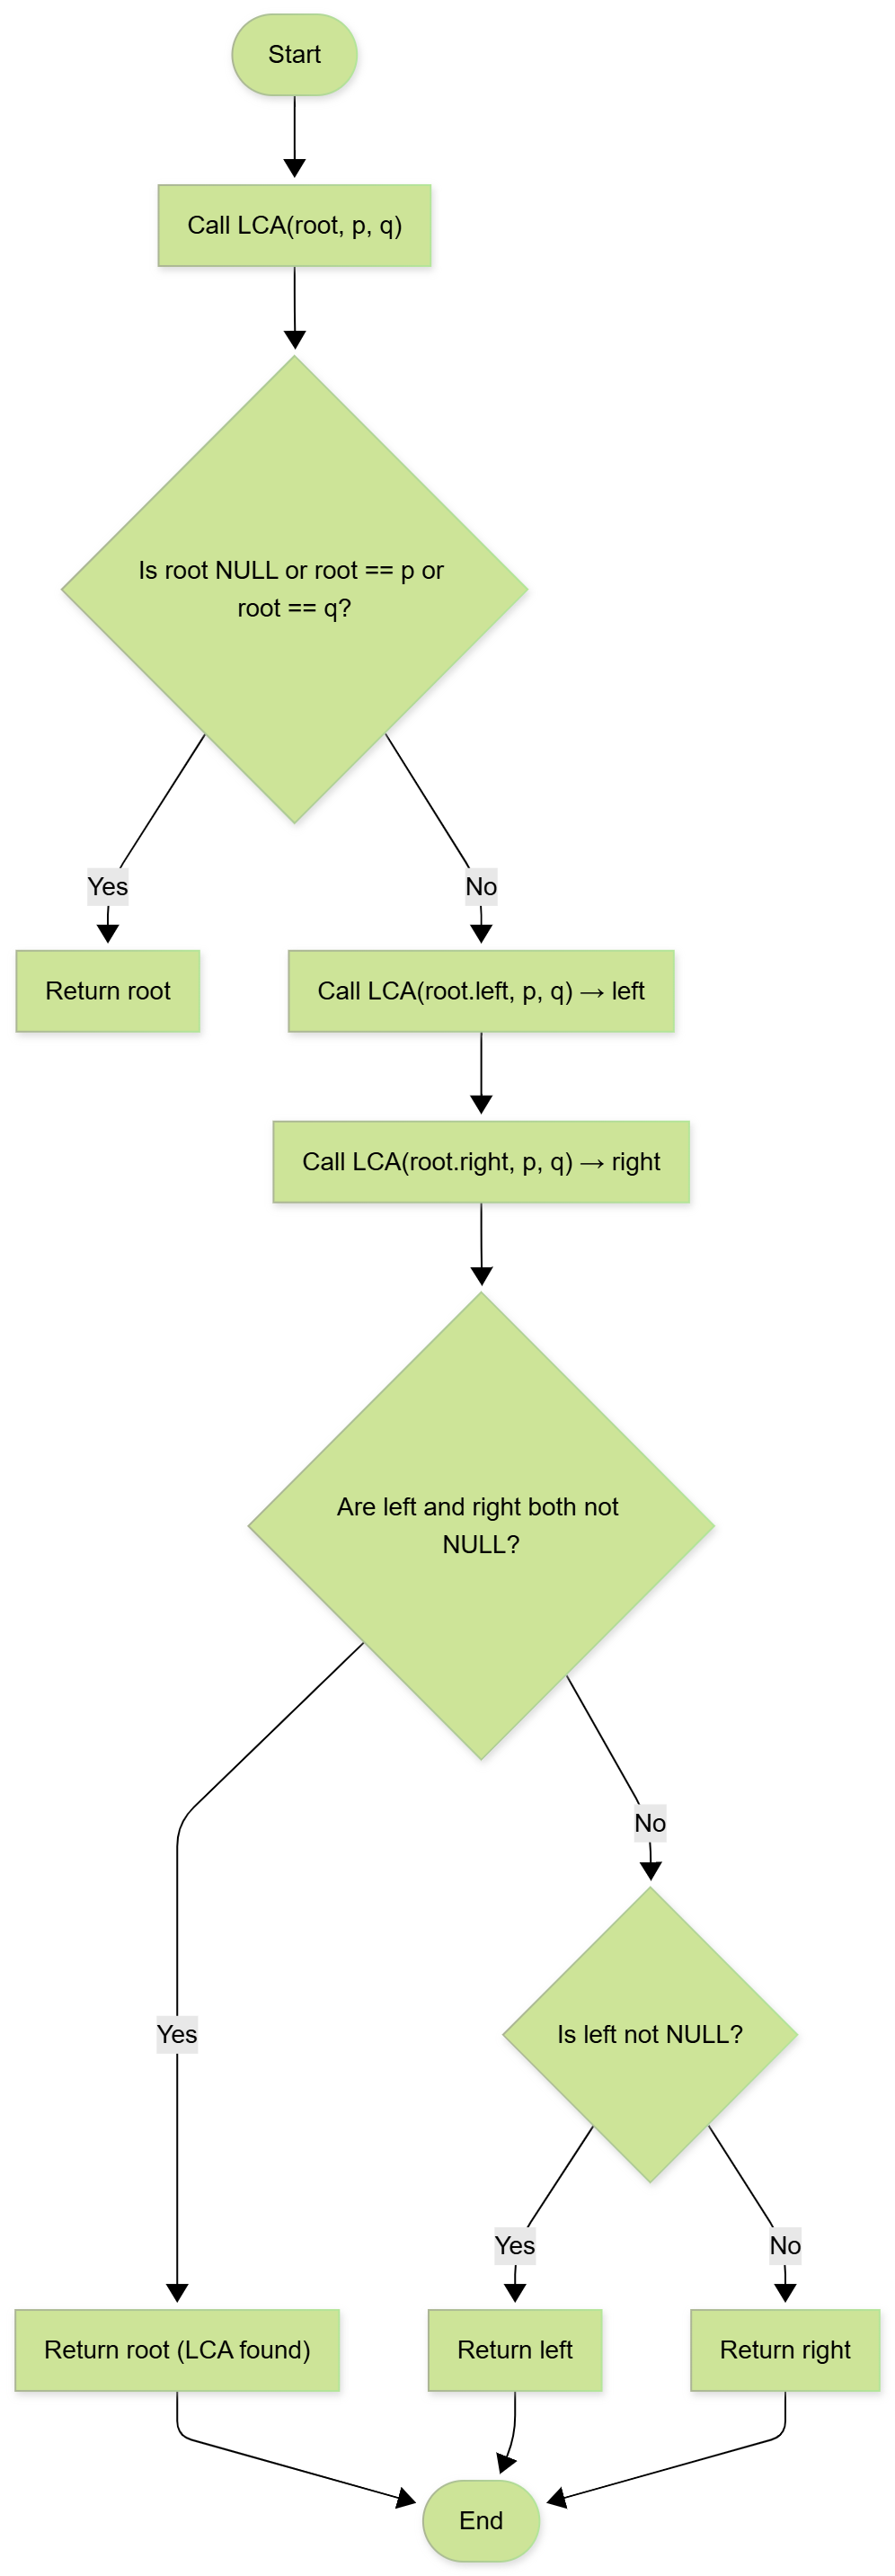 Start
Call LCA(root, p, q)
Is root NULL or root == p or
root == q?
Yes
No
Return root
Call LCA(root.left, p, q) → left
Call LCA(root.right, p, q) → right
Are left and right both not
NULL?
No
Yes
Is left not NULL?
Yes
No
Return root (LCA found)
Return left
Return right
End